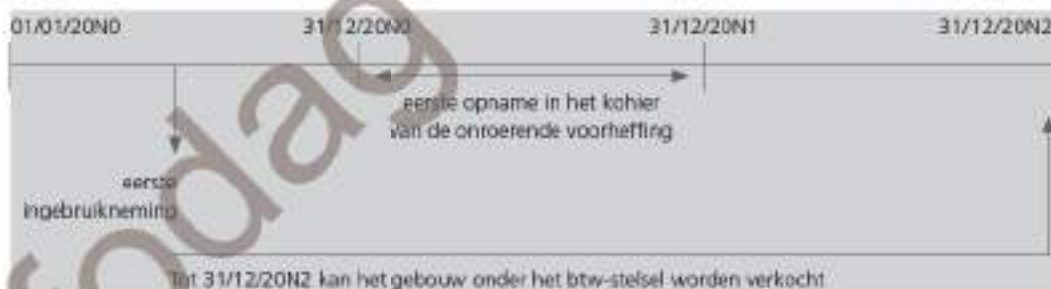 01/01/20N0 31/12/20N0 31/12/20N1 31/12/20N2
eerste opname in het kohier
van de onroerende voorheffing
eerste
ingebruikneming
Tot 31/12/20N2 kan het gebouw onder het btw-stelsel worden verkocht